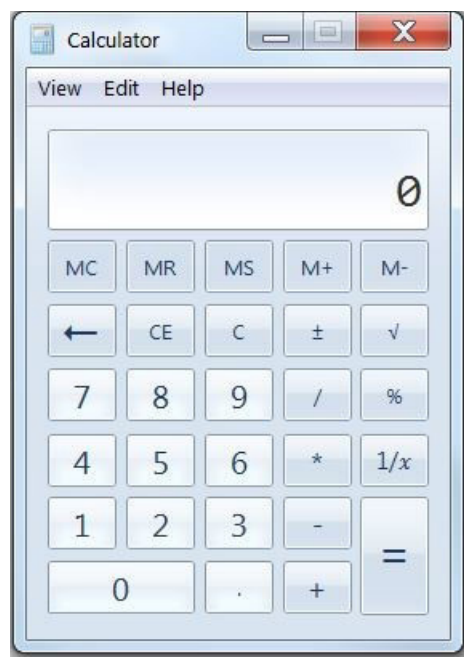 Calculator
View Edit Help
0
MC MR MS M+ M-
← CE C ± √
7 8 9 / %
4 5 6 * 1/x
1 2 3 - =
0 . +